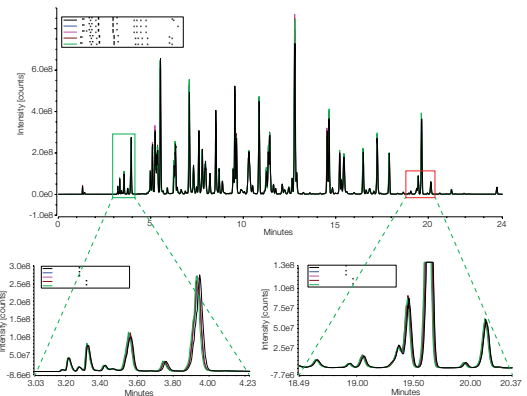 6.0e8
4.0e8
2.0e8
0.0e0
-1.0e8
Intensity [counts]
0 5 10 15 20 24
Minutes
3.0e8
2.5e8
2.0e8
1.5e8
1.0e8
5.0e7
-8.6e6
Intensity [counts]
3.03 3.20 3.40 3.60 3.80 4.00 4.23
Minutes
1.3e8
1.0e8
7.5e7
5.0e7
2.5e7
-7.7e6
Intensity [counts]
18.49 19.00 19.50 20.00 20.37
Minutes